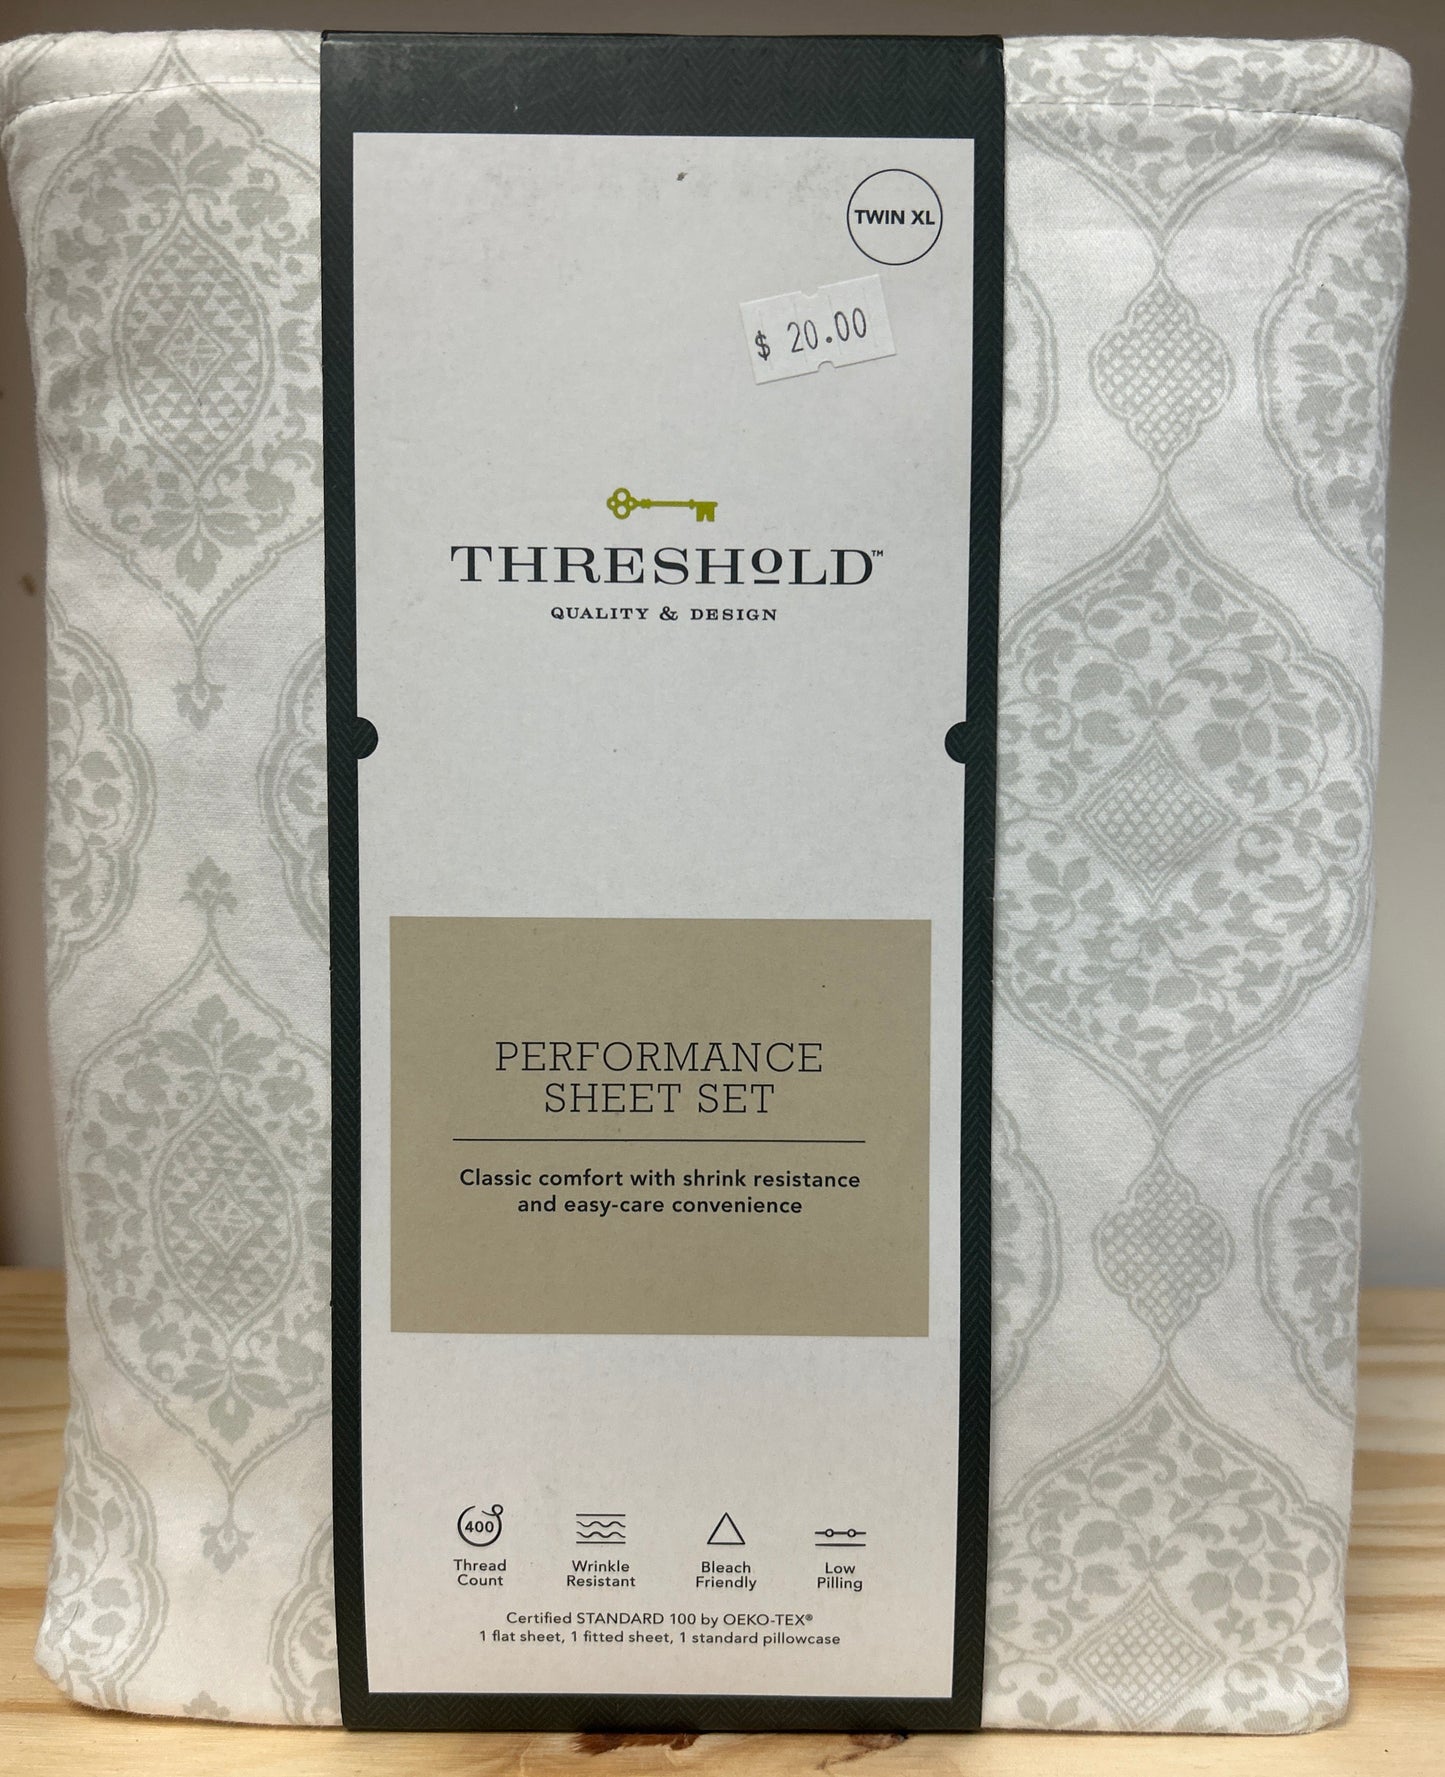 TWIN XL
$ 20.00
THRESHOLD™
QUALITY & DESIGN
PERFORMANCE
SHEET SET
Classic comfort with shrink resistance
and easy-care convenience
400
Thread
Count
Wrinkle
Resistant
Bleach
Friendly
Low
Pilling
Certified STANDARD 100 by OEKO-TEX®
1 flat sheet, 1 fitted sheet, 1 standard pillowcase